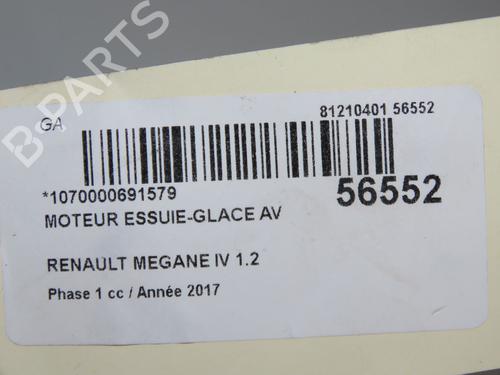 B-PARTS
GA
81210401 56552
*1070000691579
56552
MOTEUR ESSUIE-GLACE AV
RENAULT MEGANE IV 1.2
Phase 1 cc / Année 2017